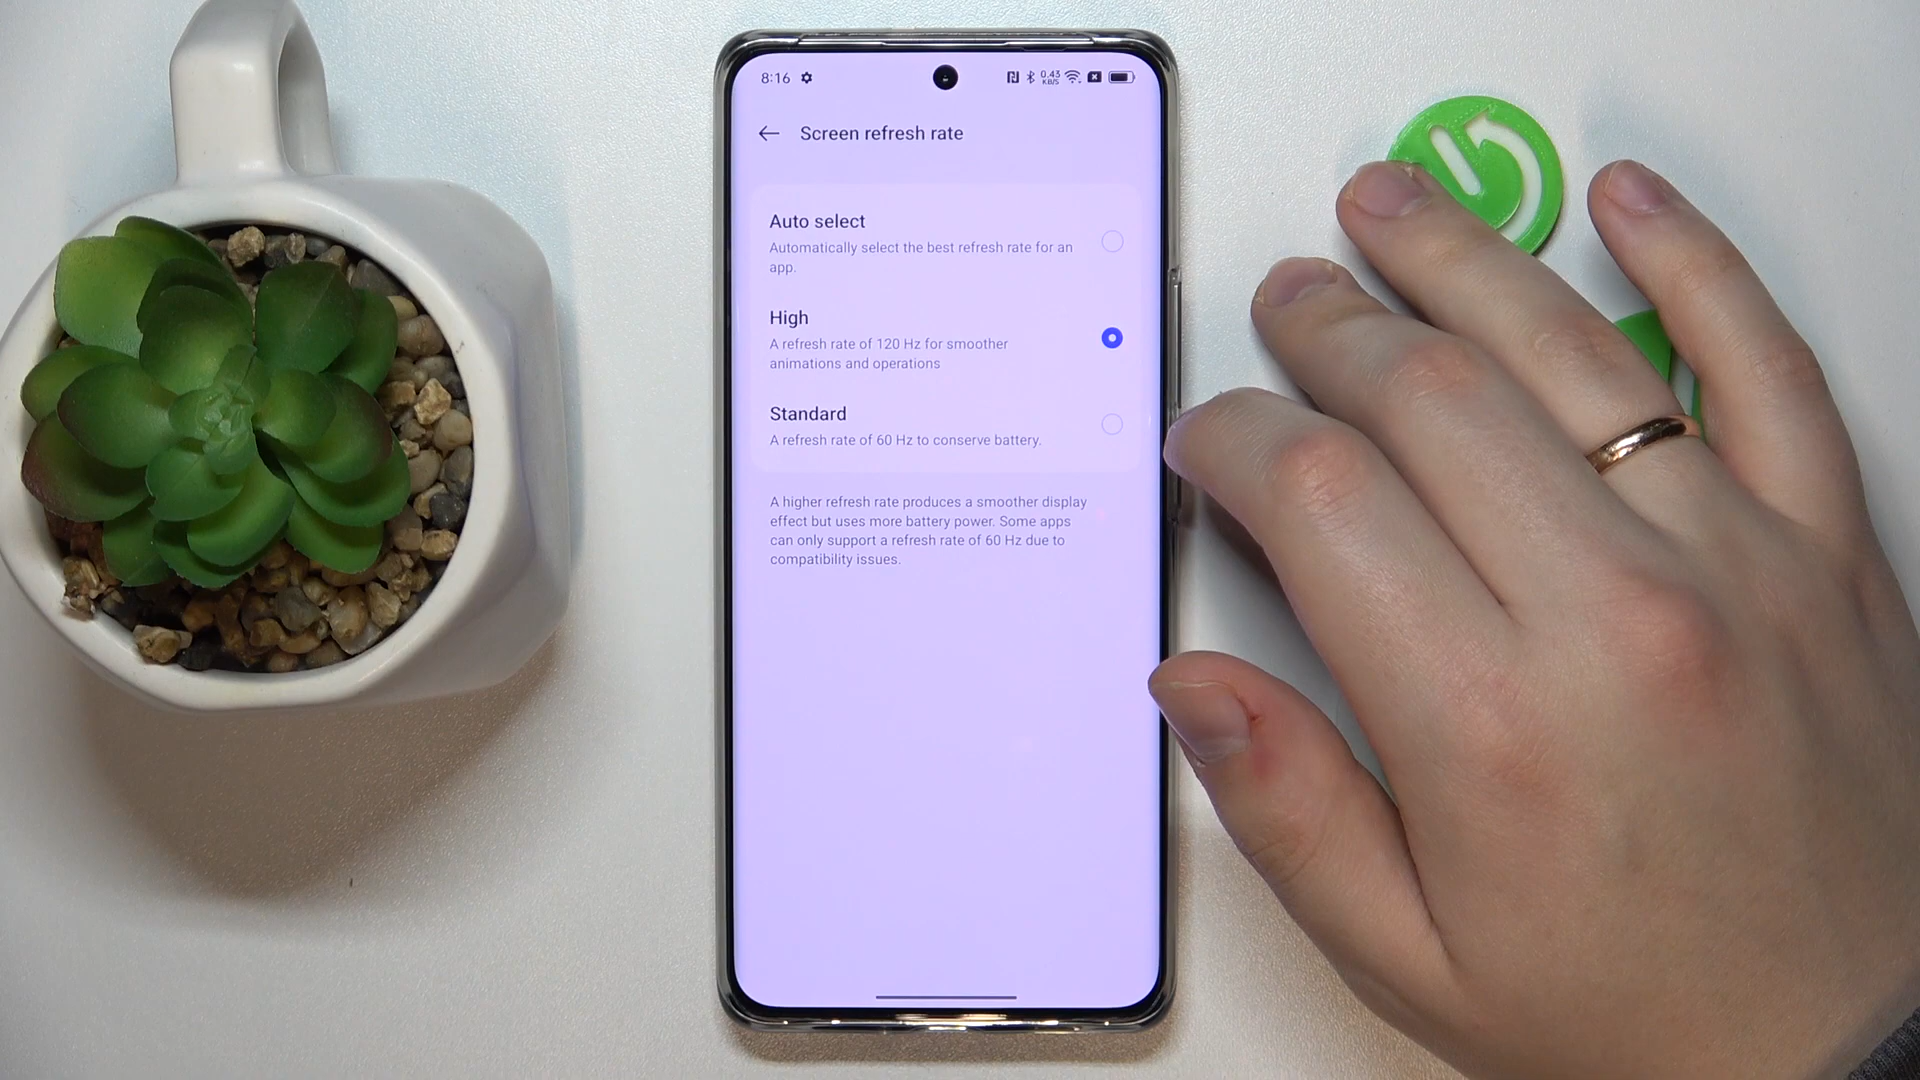 8:16
0.43
KB/S
Screen refresh rate
Auto select
Automatically select the best refresh rate for an
app.
High
A refresh rate of 120 Hz for smoother
animations and operations
Standard
A refresh rate of 60 Hz to conserve battery.
A higher refresh rate produces a smoother display
effect but uses more battery power. Some apps
can only support a refresh rate of 60 Hz due to
compatibility issues.